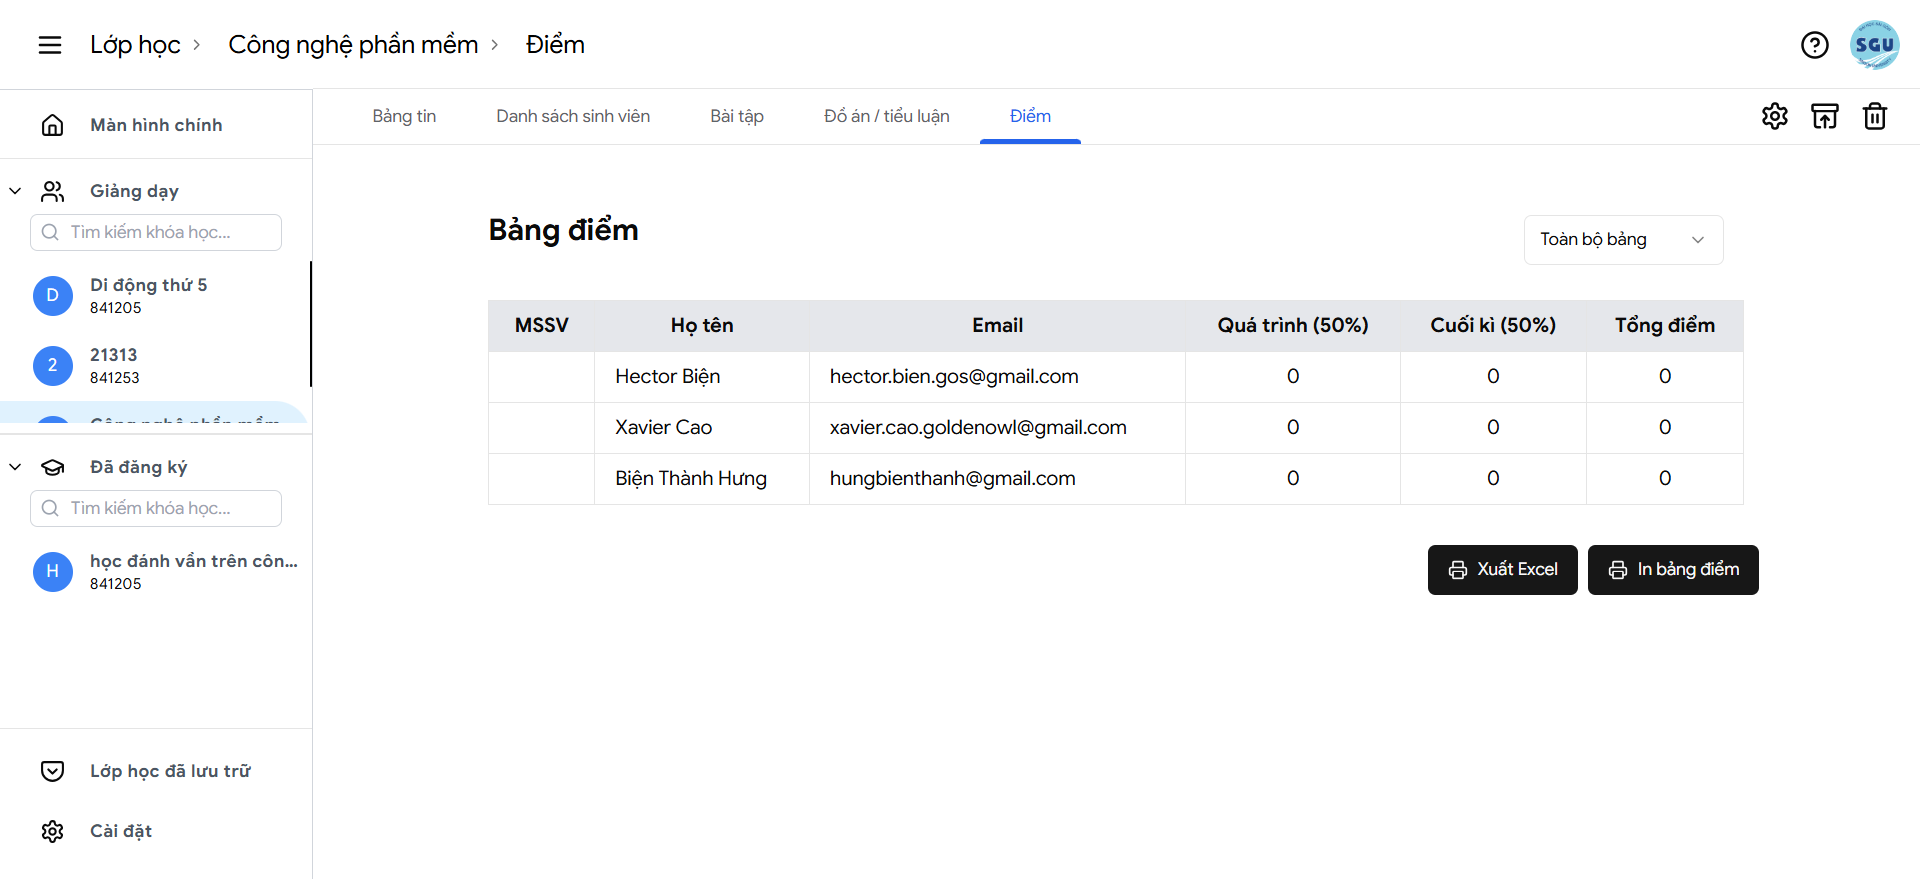 Lớp học › Công nghệ phần mềm › Điểm
SGU
Màn hình chính
Giảng dạy
Tìm kiếm khóa học...
D
Di động thứ 5
841205
2
21313
841253
Công nghệ phần mềm
Đã đăng ký
Tìm kiếm khóa học...
H
học đánh vần trên côn...
841205
Lớp học đã lưu trữ
Cài đặt
Bảng tin Danh sách sinh viên Bài tập Đồ án / tiểu luận Điểm
Bảng điểm
Toàn bộ bảng
MSSV Họ tên Email Quá trình (50%) Cuối kì (50%) Tổng điểm
Hector Biện hector.bien.gos@gmail.com 0 0 0
Xavier Cao xavier.cao.goldenowl@gmail.com 0 0 0
Biện Thành Hưng hungbienthanh@gmail.com 0 0 0
Xuất Excel In bảng điểm